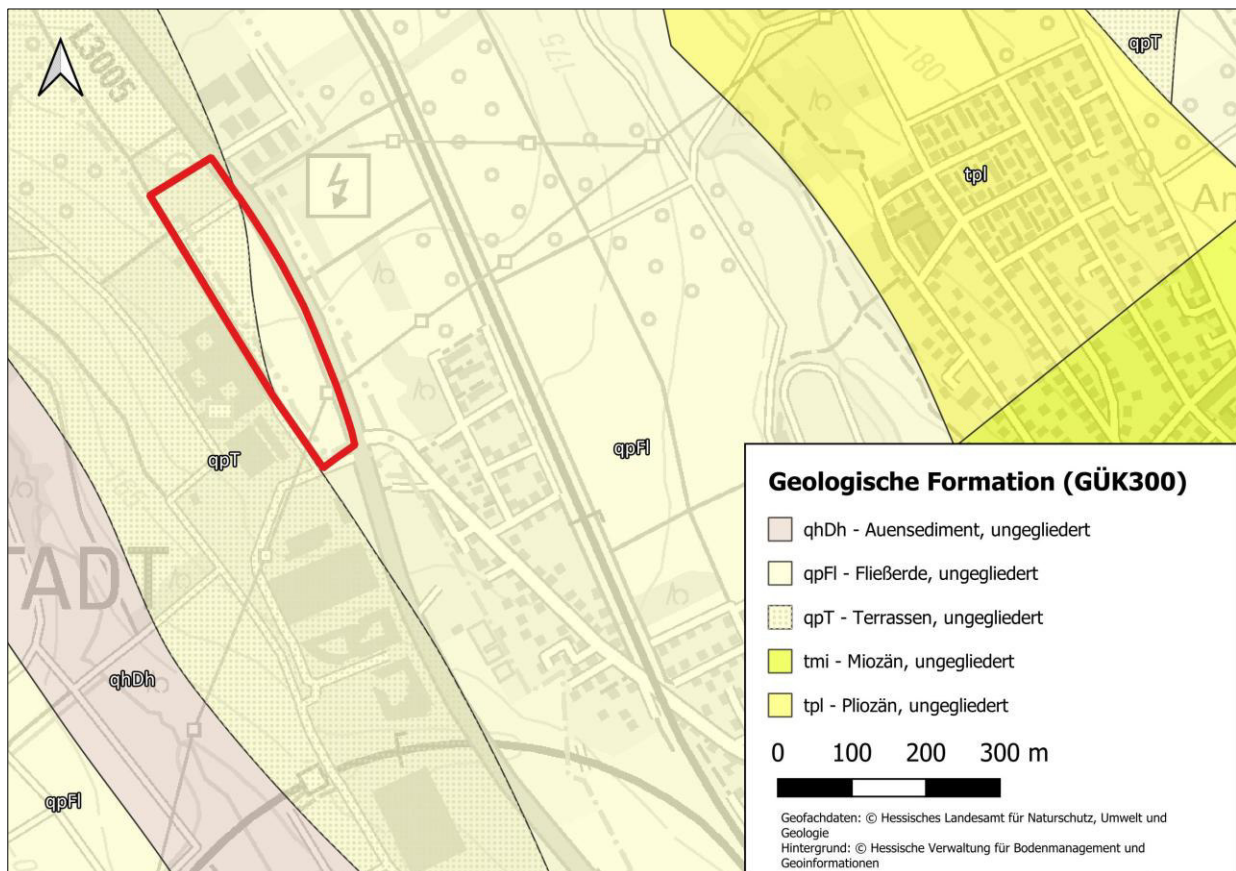 L3005
175
180
qpT
tpl
An
qpFl
qpT
TADT
qhDh
qpFl
Geologische Formation (GÜK300)
qhDh - Auensediment, ungegliedert
qpFl - Fließerde, ungegliedert
qpT - Terrassen, ungegliedert
tmi - Miozän, ungegliedert
tpl - Pliozän, ungegliedert
0 100 200 300 m
Geofachdaten: © Hessisches Landesamt für Naturschutz, Umwelt und
Geologie
Hintergrund: © Hessische Verwaltung für Bodenmanagement und
Geoinformationen